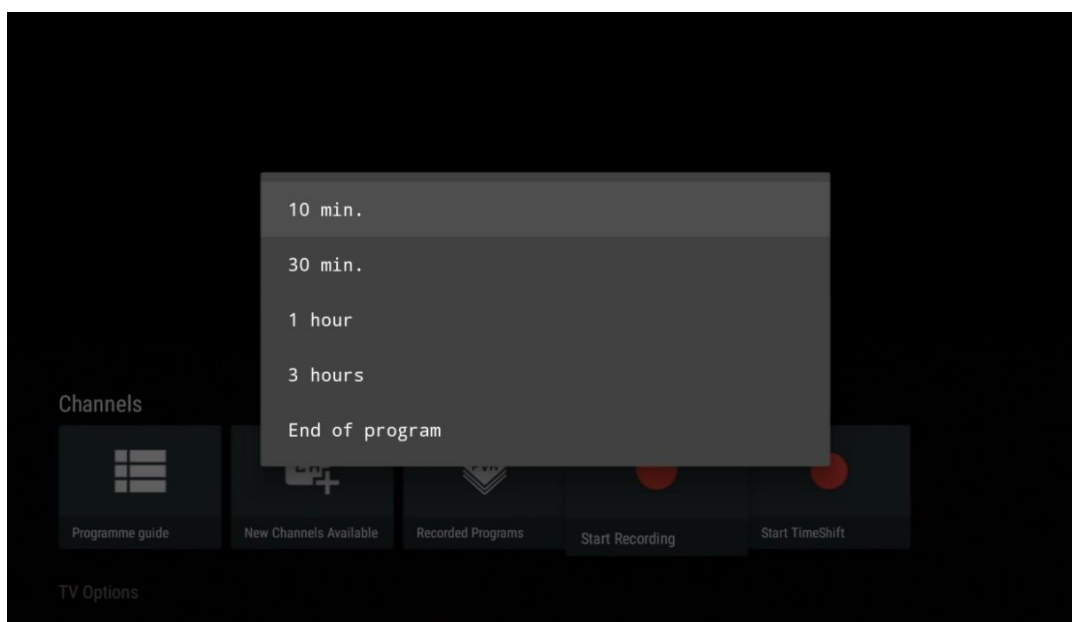 10 min.
30 min.
1 hour
3 hours
End of program
Channels
Programme guide
New Channels Available
Recorded Programs
Start Recording
Start TimeShift
TV Options